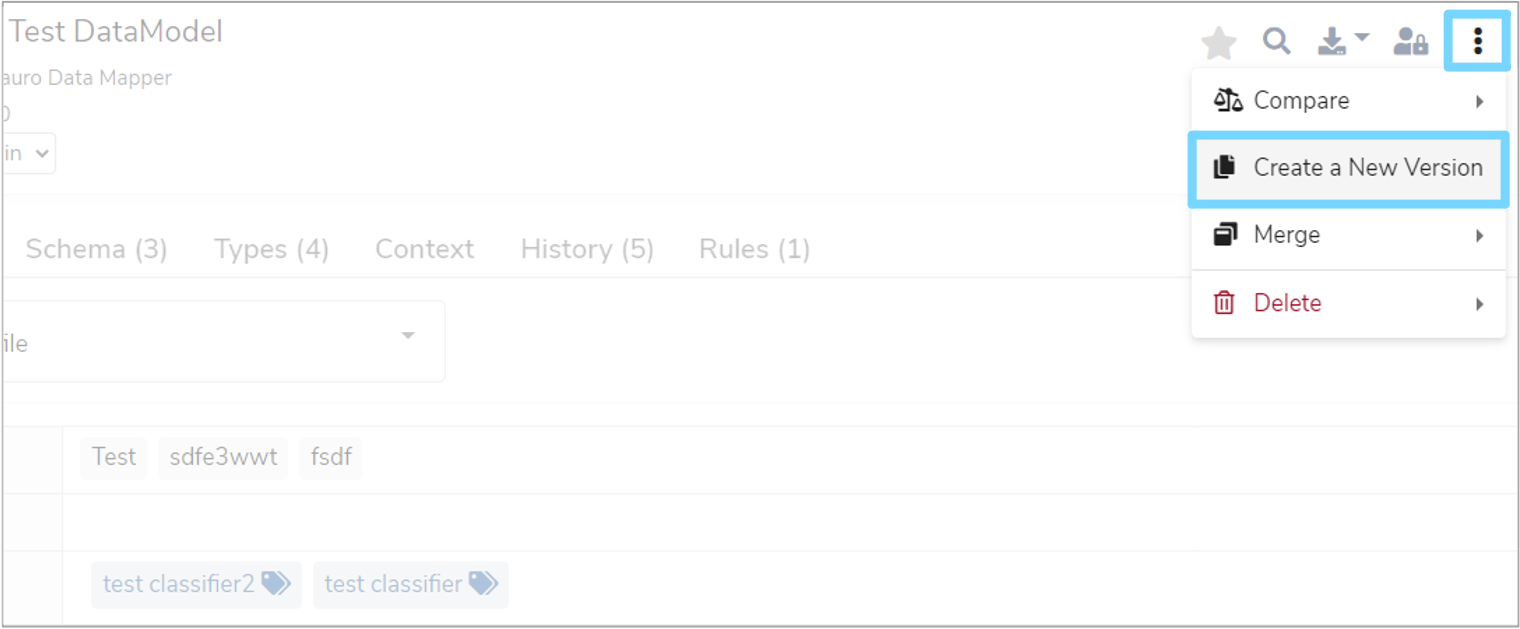 Test DataModel
auro Data Mapper
0
in
Compare
Create a New Version
Merge
Delete
Schema (3) Types (4) Context History (5) Rules (1)
file
Test sdfe3wwt fsdf
test classifier2 test classifier